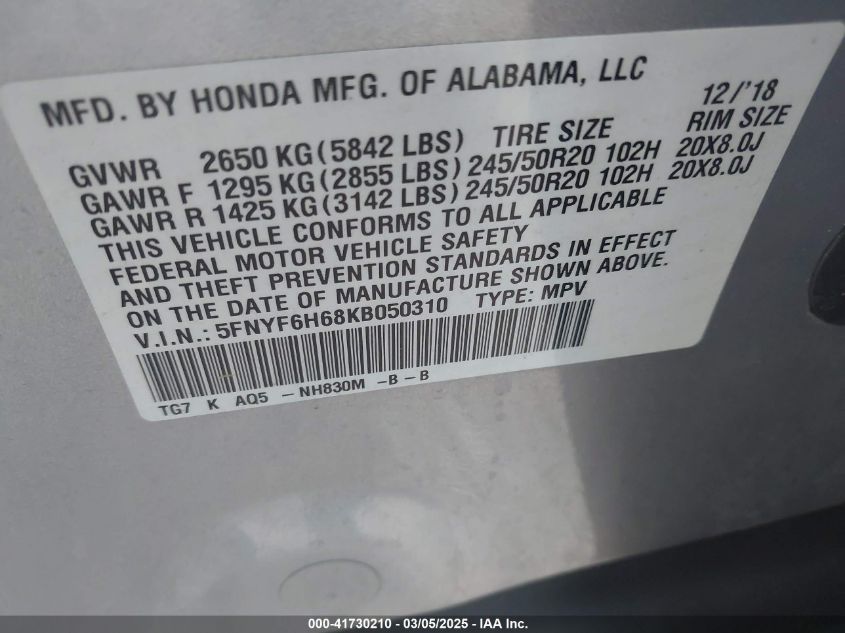 MFD. BY HONDA MFG. OF ALABAMA, LLC 12/'18
GVWR 2650 KG(5842 LBS) TIRE SIZE RIM SIZE
GAWR F 1295 KG(2855 LBS) 245/50R20 102H 20X8.0J
GAWR R 1425 KG(3142 LBS) 245/50R20 102H 20X8.0J
THIS VEHICLE CONFORMS TO ALL APPLICABLE
FEDERAL MOTOR VEHICLE SAFETY
AND THEFT PREVENTION STANDARDS IN EFFECT
ON THE DATE OF MANUFACTURE SHOWN ABOVE.
V.I.N.: 5FNYF6H68KB050310 TYPE: MPV
TG7 K AQ5 - NH830M - B - B
000-41730210 - 03/05/2025 - IAA Inc.